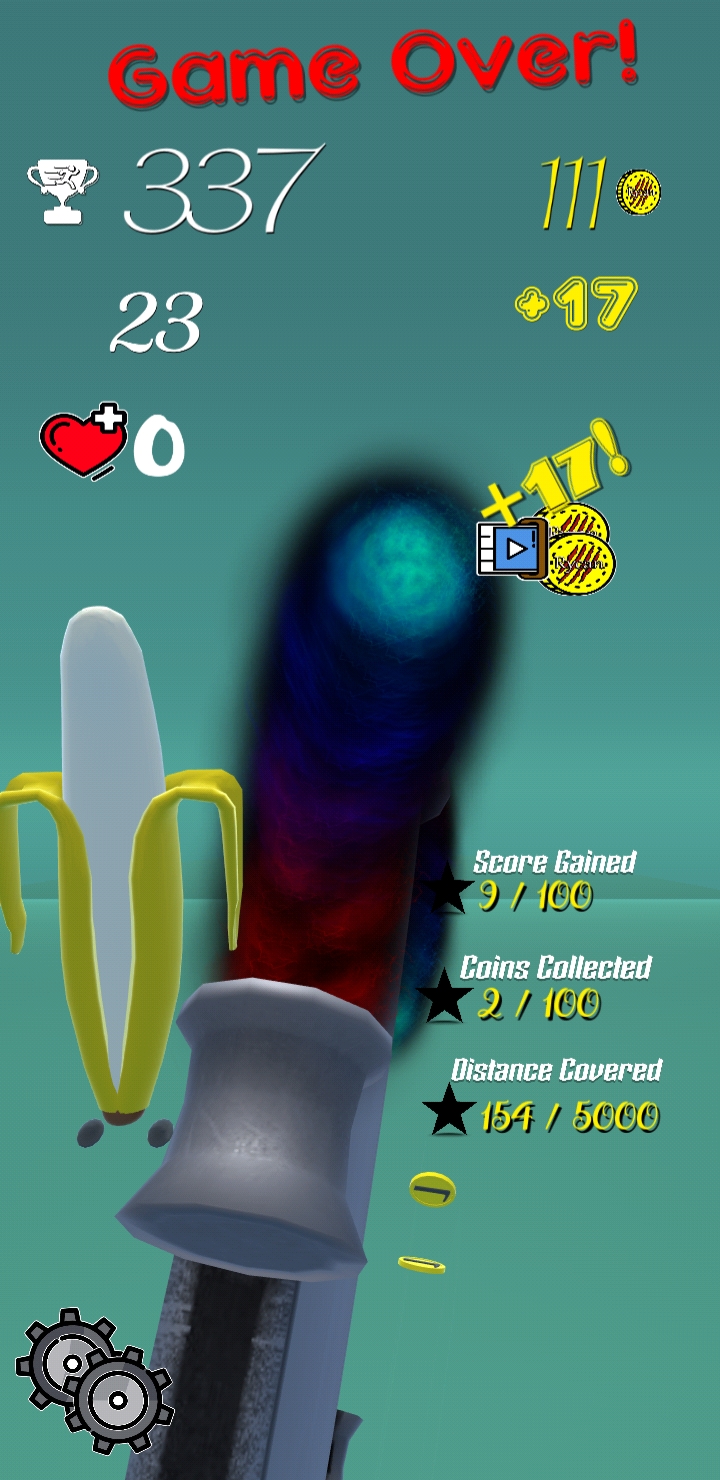 Game Over!
337
111
23
+17
0
+17!
Score Gained
9 / 100
Coins Collected
2 / 100
Distance Covered
154 / 5000